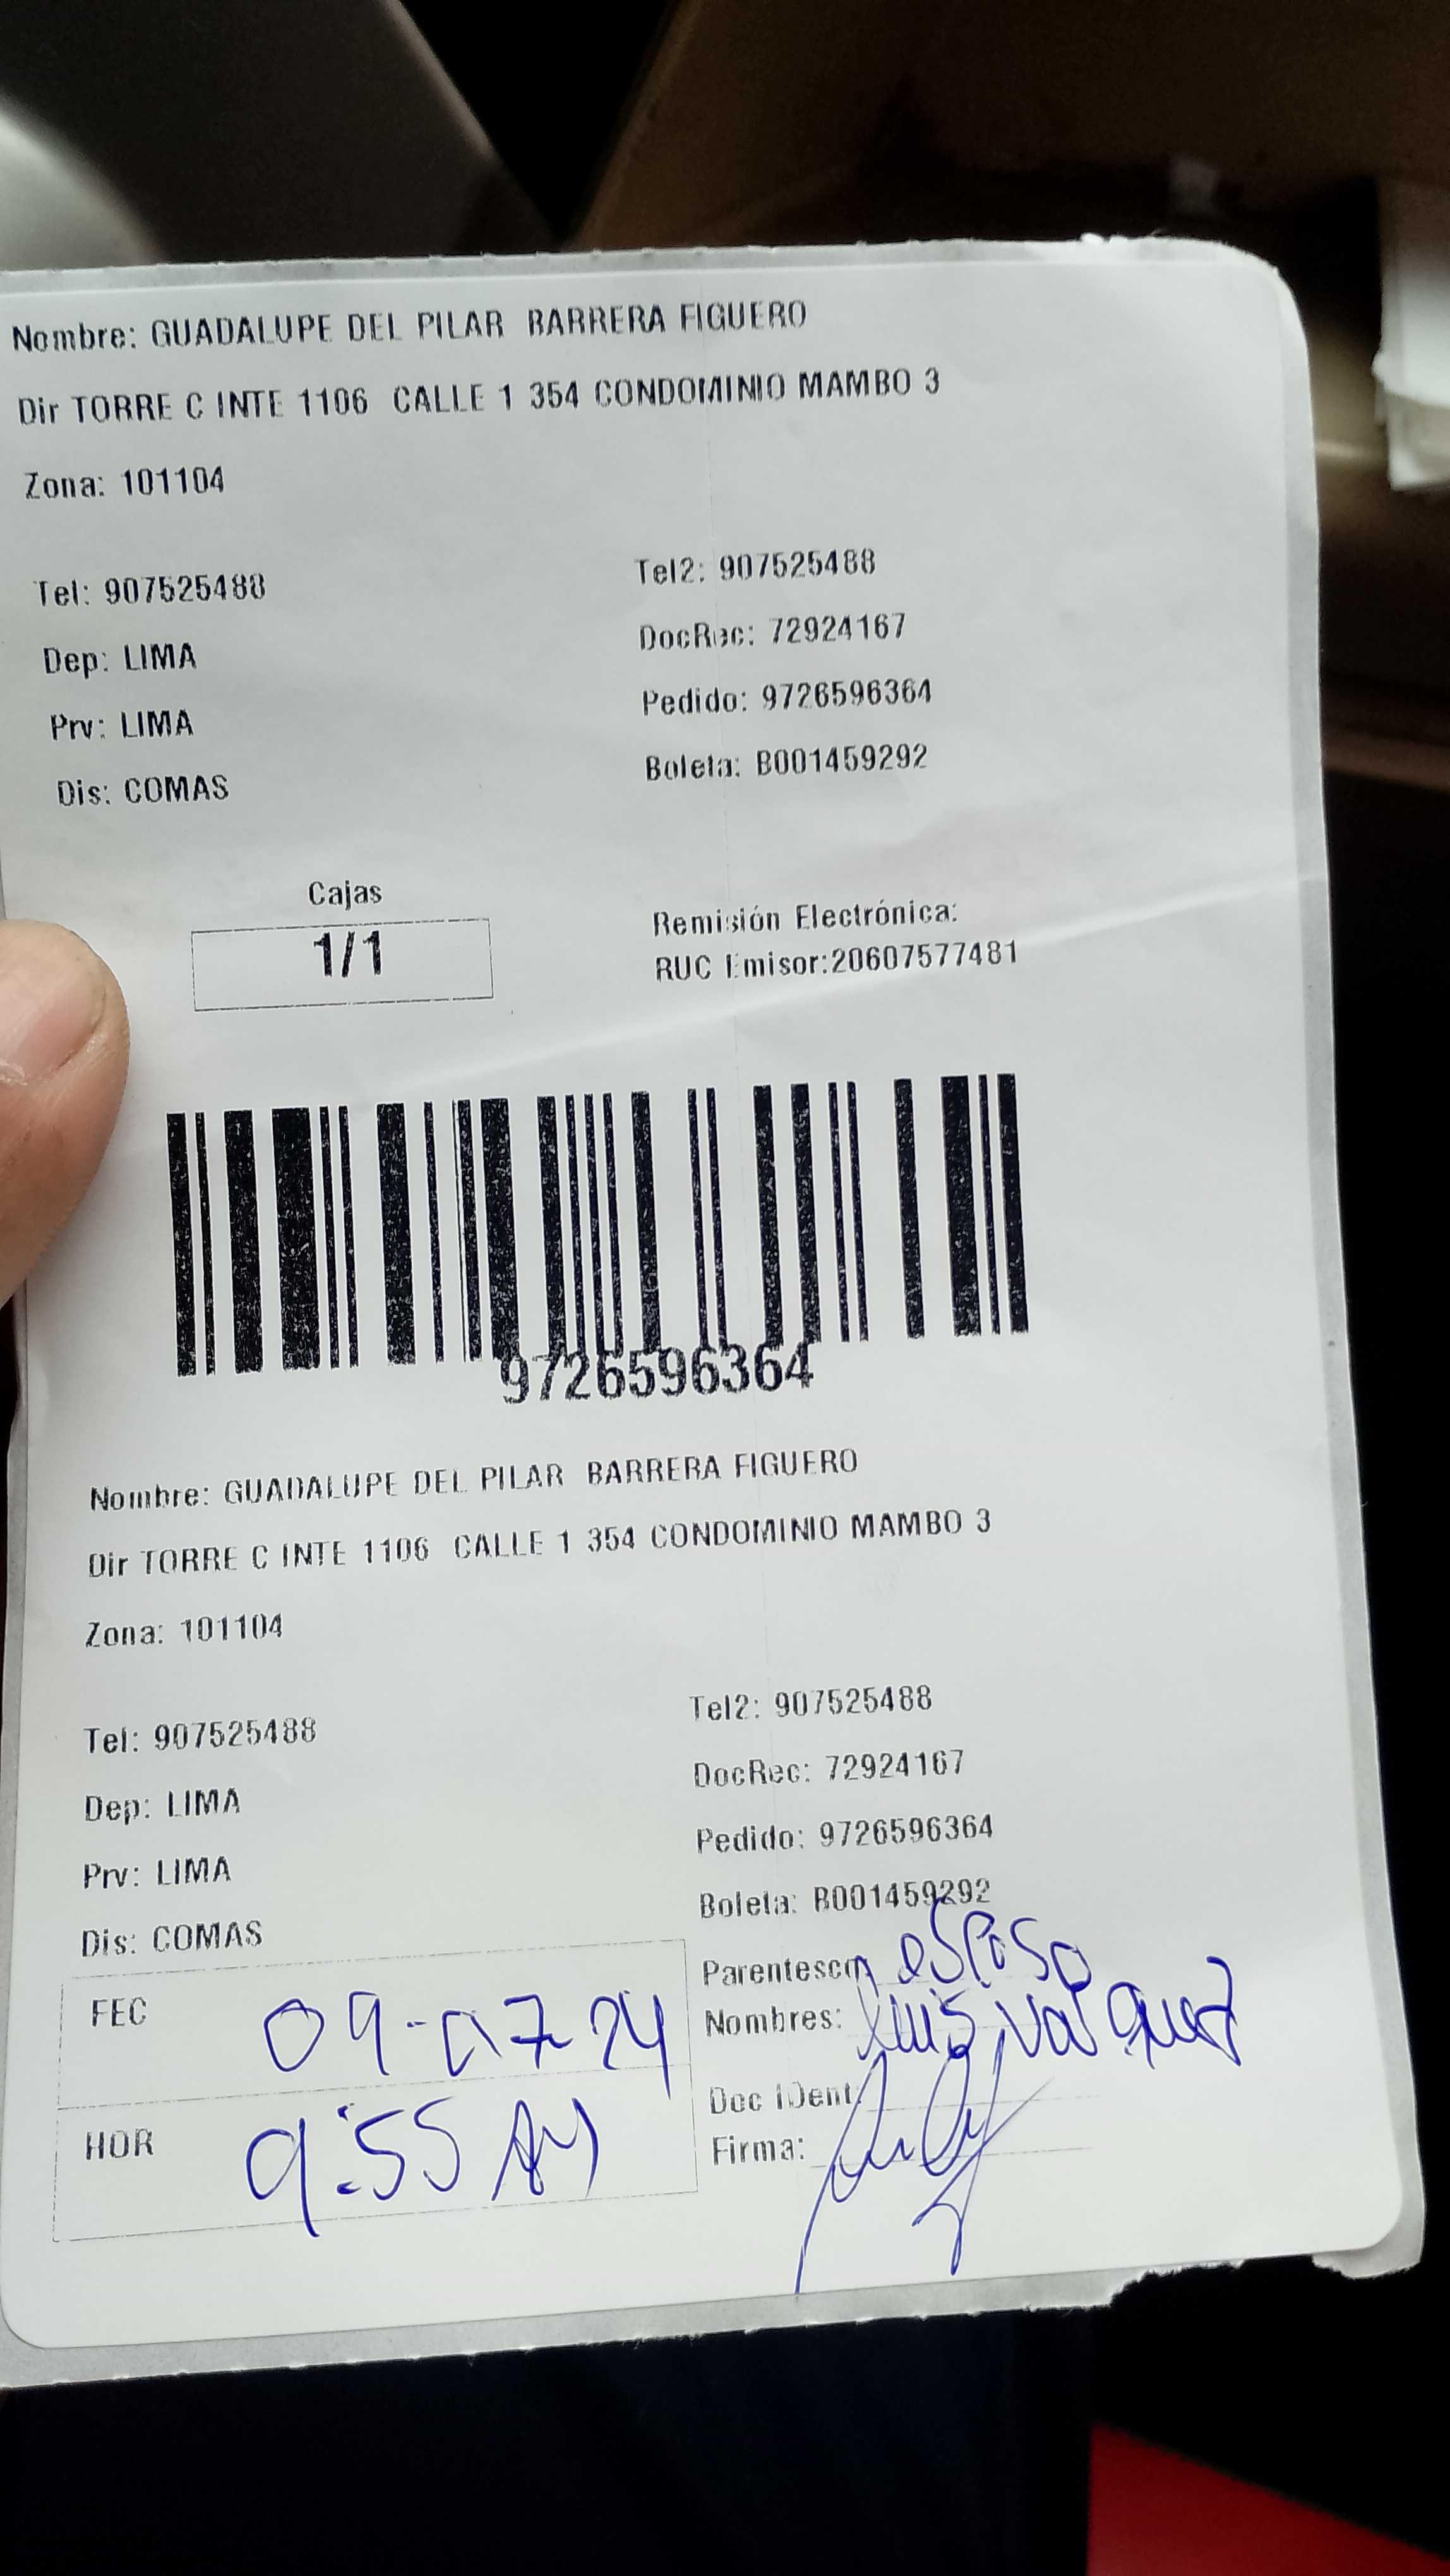 Nombre: GUADALUPE DEL PILAR BARRERA FIGUERO
Dir TORRE C INTE 1106 CALLE 1 354 CONDOMINIO MAMBO 3
Zona: 101104
Tel: 907525488 Tel2: 907525488
DocRec: 72924167
Dep: LIMA
Pedido: 9726596364
Prv: LIMA
Boleta: B001459292
Dis: COMAS
Cajas
1/1
Remisión Electrónica:
RUC Emisor:20607577481
9726596364
Nombre: GUADALUPE DEL PILAR BARRERA FIGUERO
Dir TORRE C INTE 1106 CALLE 1 354 CONDOMINIO MAMBO 3
Zona: 101104
Tel: 907525488 Tel2: 907525488
DocRec: 72924167
Dep: LIMA
Pedido: 9726596364
Prv: LIMA
Boleta: B001459292
Dis: COMAS
Parentesco: esposo
FEC 09-07-24
Nombres: Luis Vasquez
Doc IDent:
HOR 9:55 AM
Firma: